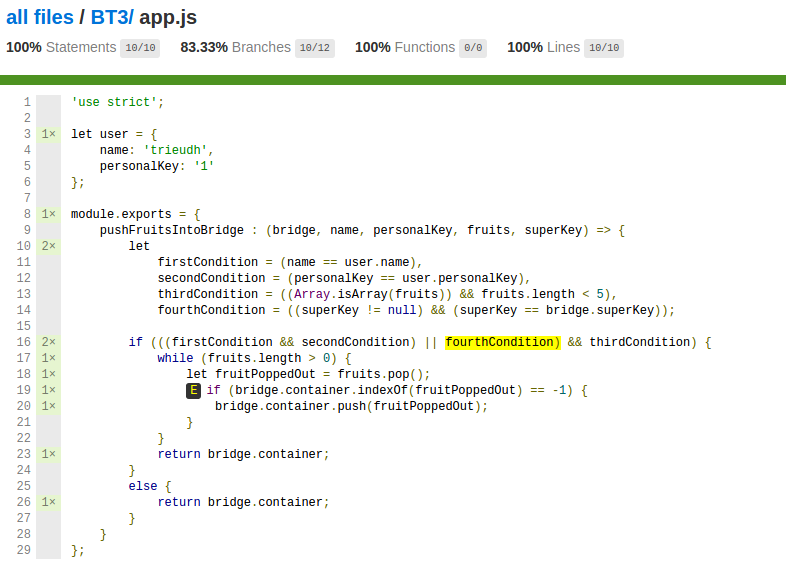 all files / BT3/ app.js
100% Statements 10/10 83.33% Branches 10/12 100% Functions 0/0 100% Lines 10/10
1 'use strict';
2
3 1× let user = {
4 name: 'trieudh',
5 personalKey: '1'
6 };
7
8 1× module.exports = {
9 pushFruitsIntoBridge : (bridge, name, personalKey, fruits, superKey) => {
10 2× let
11 firstCondition = (name == user.name),
12 secondCondition = (personalKey == user.personalKey),
13 thirdCondition = ((Array.isArray(fruits)) && fruits.length < 5),
14 fourthCondition = ((superKey != null) && (superKey == bridge.superKey));
15
16 2× if (((firstCondition && secondCondition) || fourthCondition) && thirdCondition) {
17 1× while (fruits.length > 0) {
18 1× let fruitPoppedOut = fruits.pop();
19 1× E if (bridge.container.indexOf(fruitPoppedOut) == -1) {
20 1× bridge.container.push(fruitPoppedOut);
21 }
22 }
23 1× return bridge.container;
24 }
25 else {
26 1× return bridge.container;
27 }
28 }
29 };